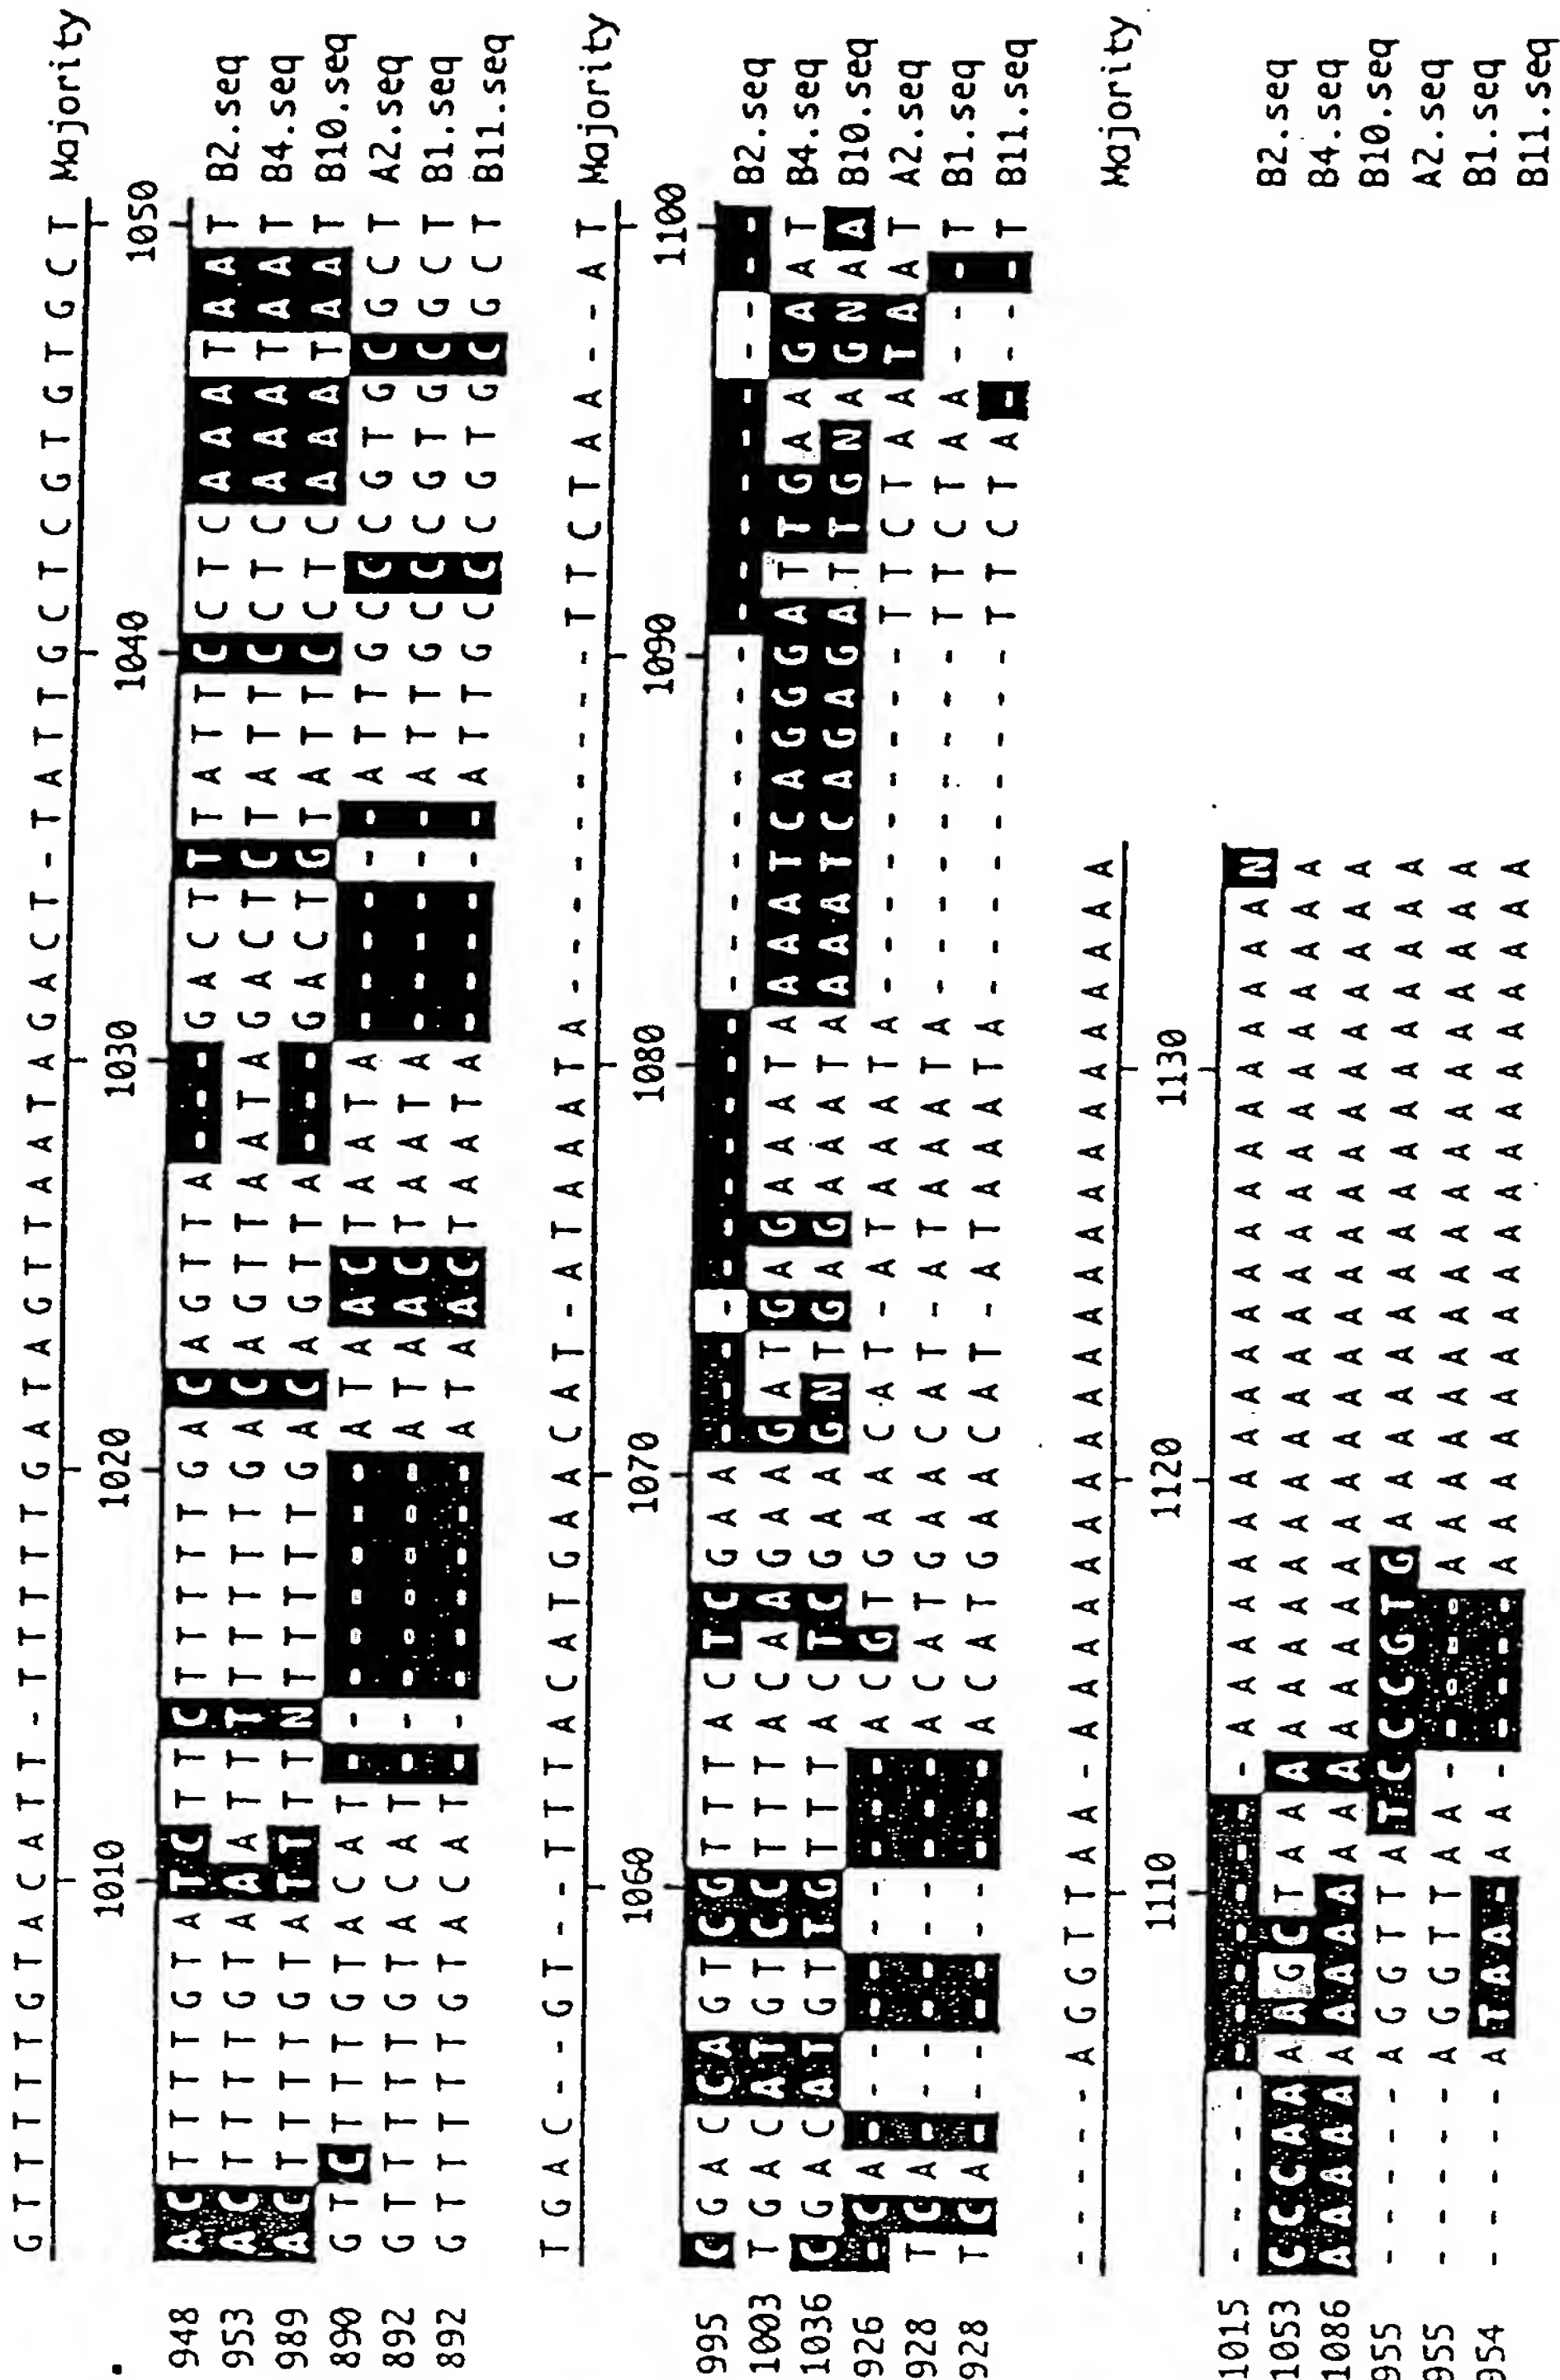 G T T T T T G T A C A T T - T T T T T G A T A G T T A A T A G A C T - T A T T G C T C G T G T G C T Majority
1010 1020 1030 1040 1050
948 A C T T T T G T A T C T T C T T T T T G A C A G T T A - - - G A C T T T A T T C C T C A A A T A A T B2.seq
953 A C T T T T G T A A A T T T T T T T T G A C A G T T A A T A G A C T C T A T T C C T C A A A T A A T B4.seq
989 A C T T T T G T A T T T T N T T T T T G A C A G T T A - - - G A C T G T A T T C C T C A A A T A A T B10.seq
890 G T C T T T G T A C A T - - - - - - - - A T A A C T A A T A - - - - - - A T T G C C C G T G C G C T A2.seq
892 G T T T T T G T A C A T - - - - - - - - A T A A C T A A T A - - - - - - A T T G C C C G T G C G C T B1.seq
892 G T T T T T G T A C A T - - - - - - - - A T A A C T A A T A - - - - - - A T T G C C C G T G C G C T B11.seq
T G A C - - G T - - T T T A C A T G A A C A T - A T A A A T A - - - - - - - - - T T C T A A - - A T Majority
1060 1070 1080 1090 1100
995 C G A C C A G T C G T T T A C T C G A A - - - - - - - - - - - - - - - - - - - - - - - - - - - - - - B2.seq
1003 T G A C A T G T C C T T T A C A A G A A G A T G A G A A A T A A A A T C A G G G A T T G A A G A A T B4.seq
1036 C G A C A T G T T G T T T A C T C G A A G N T G A G A A A T A A A A T C A G A G A T T G N A G N A A B10.seq
926 - C A - - - - - - - - - - A C G T G A A C A T - A T A A A T A - - - - - - - - - T T C T A A T A A T A2.seq
928 T C A - - - - - - - - - - A C A T G A A C A T - A T A A A T A - - - - - - - - - T T C T A A - - - T B1.seq
928 T C A - - - - - - - - - - A C A T G A A C A T - A T A A A T A - - - - - - - - - T T C T A - - - - T B11.seq
- - - - - A G G T T A A - A A A A A A A A A A A A A A A A A A A A A A Majority
1110 1120 1130
1015 - - - - - - - - - - - - - A A A A A A A A A A A A A A A A A A A A A N B2.seq
1053 C C C A A A A G C T A A A A A A A A A A A A A A A A A A A A A A A A A B4.seq
1086 A A A A A A A A A A A A A A A A A A A A A A A A A A A A A A A A A A A B10.seq
955 - - - - - A G G T T A T C C C G T G A A A A A A A A A A A A A A A A A A2.seq
955 - - - - - A G G T T A A - - - - - A A A A A A A A A A A A A A A A A A B1.seq
954 - - - - - A T A A - A A - - - - - A A A A A A A A A A A A A A A A A A B11.seq